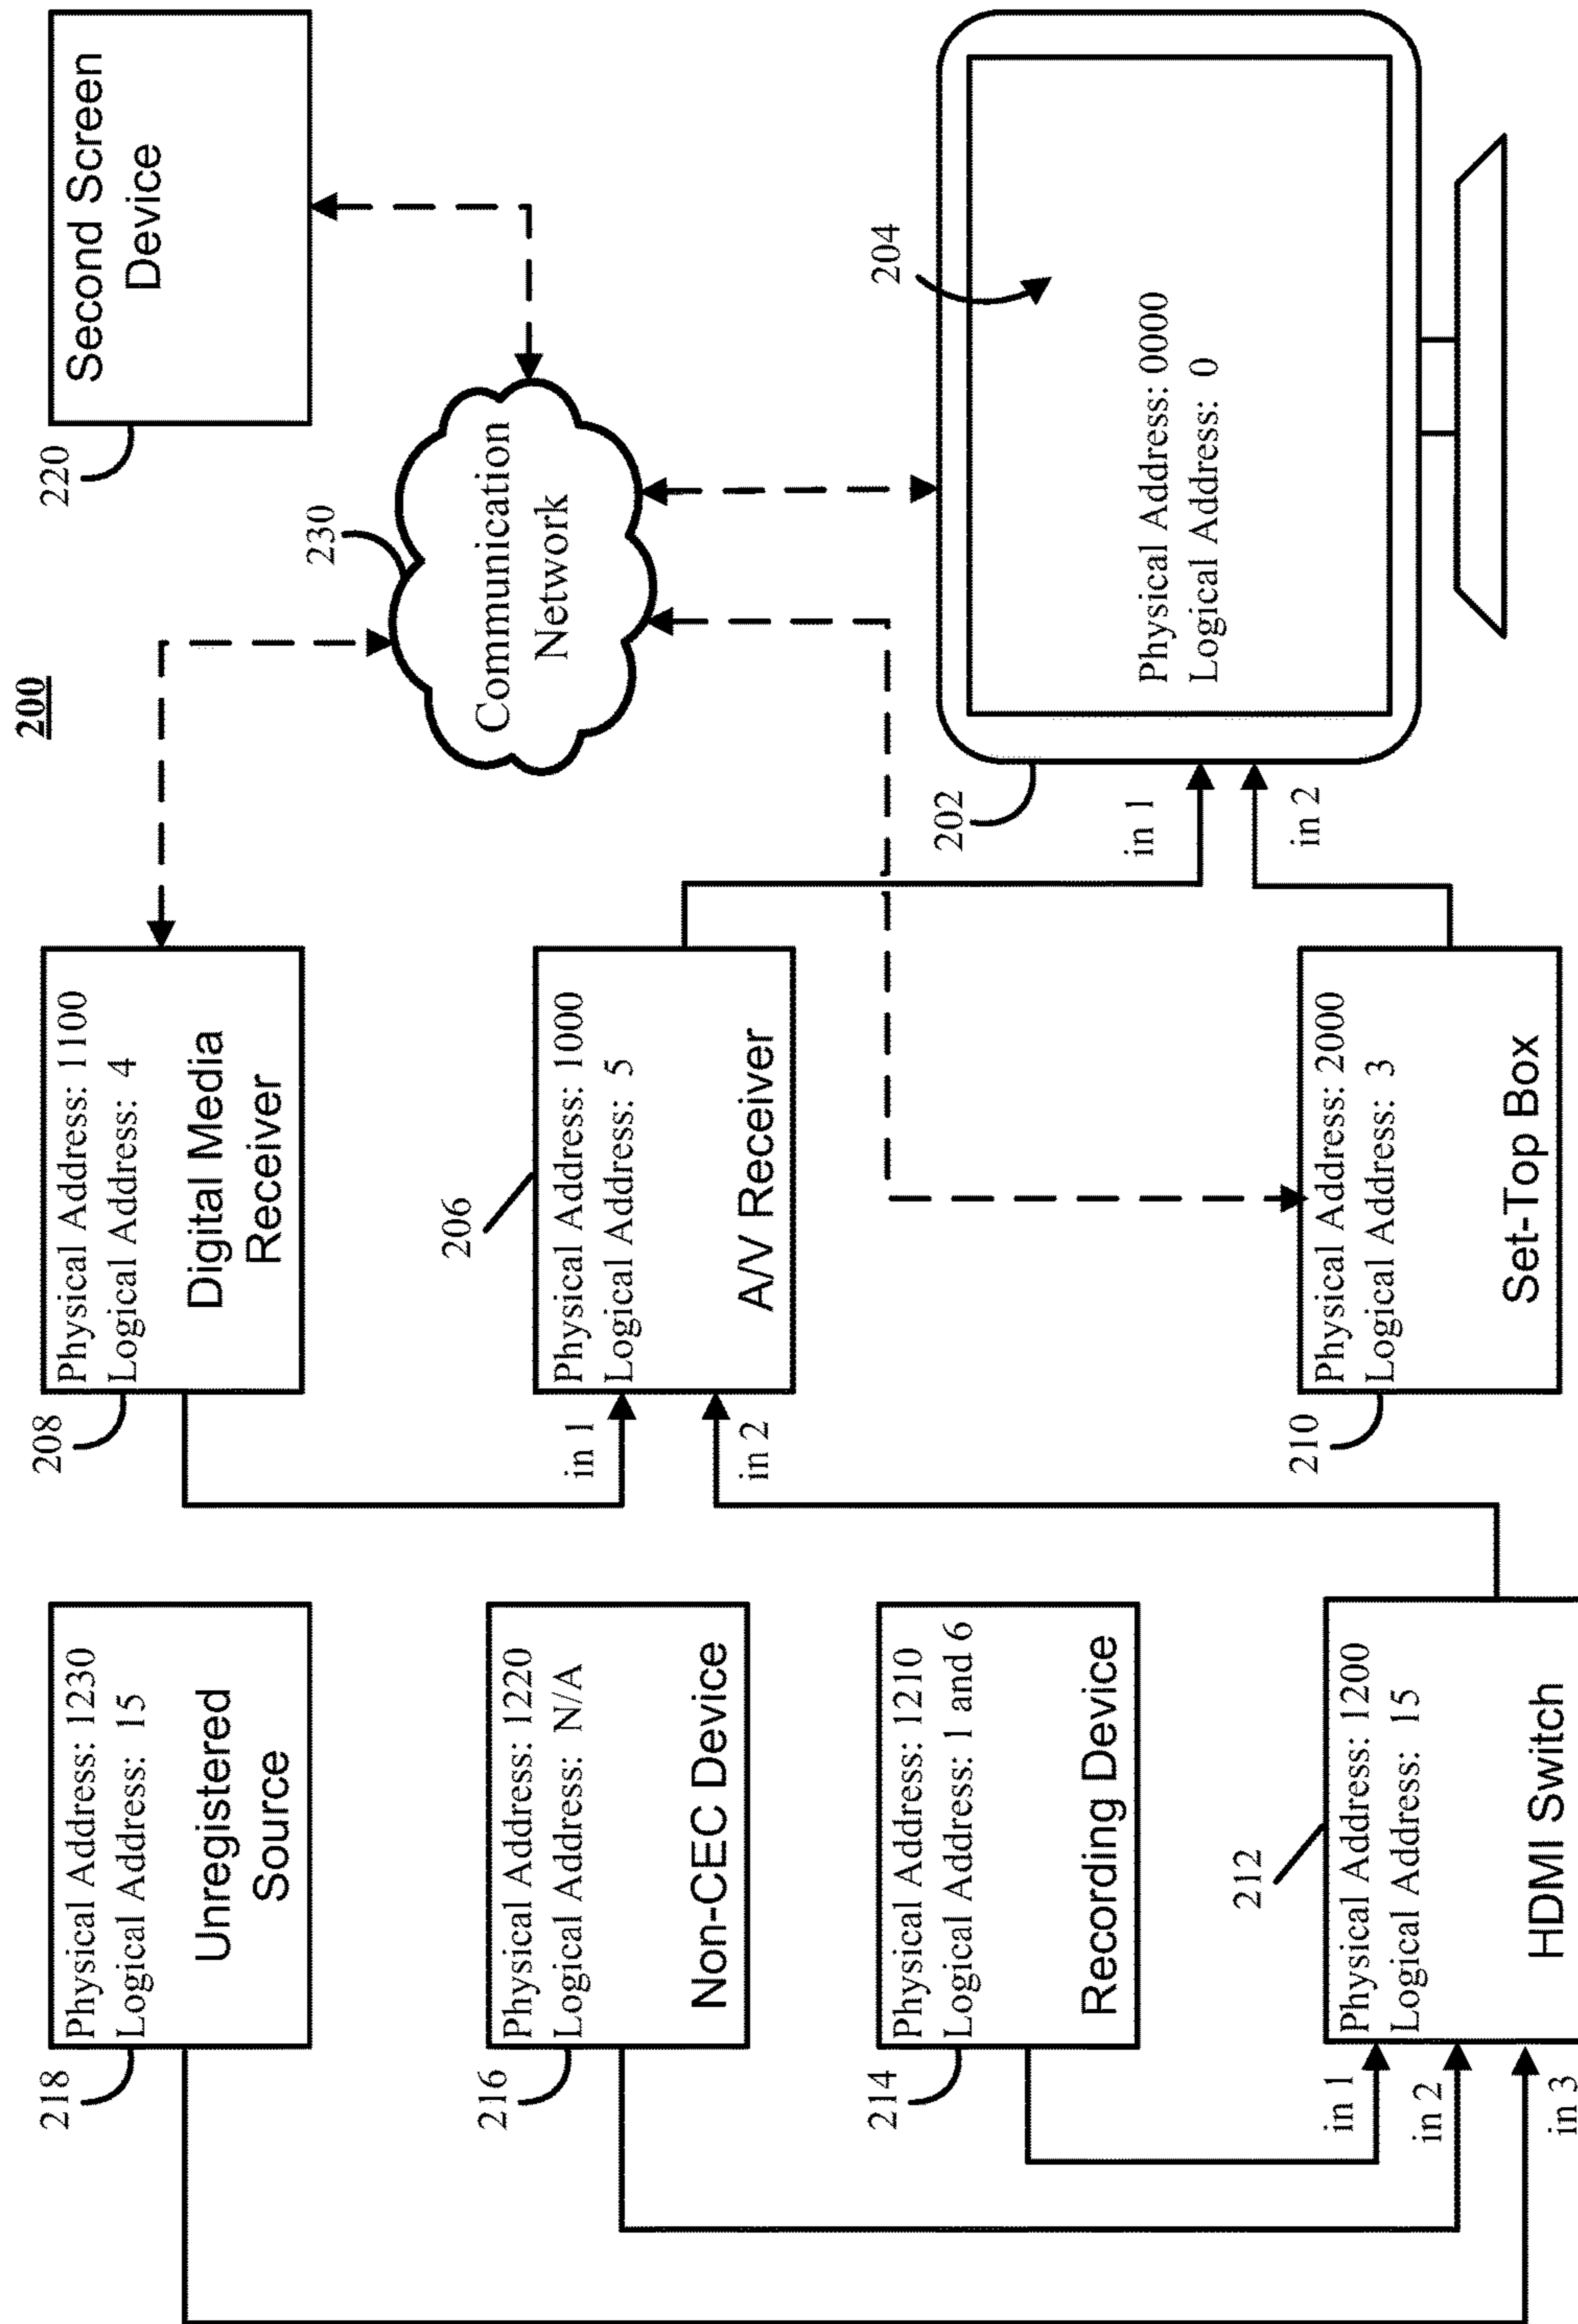 200
218
Physical Address: 1230
Logical Address: 15
Unregistered
Source
208
Physical Address: 1100
Logical Address: 4
Digital Media
Receiver
220
Second Screen
Device
230
Communication
Network
216
Physical Address: 1220
Logical Address: N/A
Non-CEC Device
206
in 1
in 2
Physical Address: 1000
Logical Address: 5
A/V Receiver
214
Physical Address: 1210
Logical Address: 1 and 6
Recording Device
202
204
in 1
in 2
Physical Address: 0000
Logical Address: 0
212
in 1
in 2
in 3
Physical Address: 1200
Logical Address: 15
HDMI Switch
210
Physical Address: 2000
Logical Address: 3
Set-Top Box